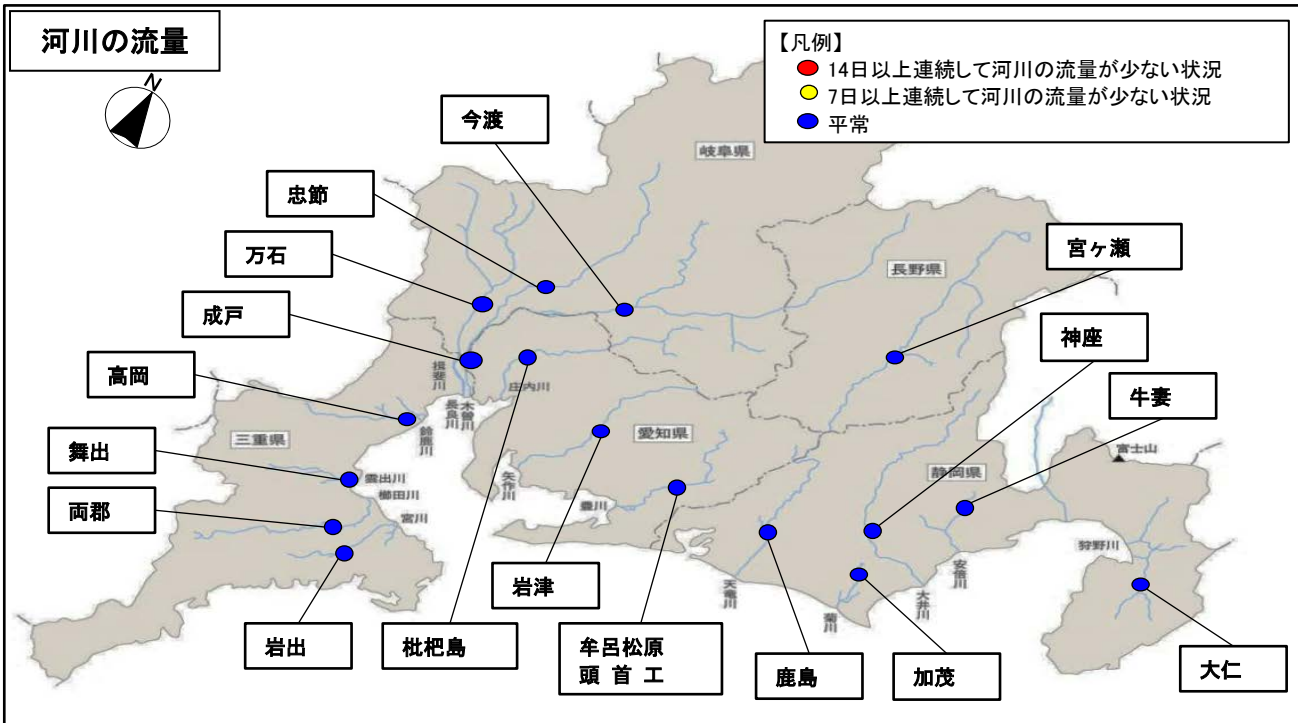 河川の流量
N
【凡例】
14日以上連続して河川の流量が少ない状況
7日以上連続して河川の流量が少ない状況
平常
今渡
岐阜県
忠節
万石
宮ヶ瀬
長野県
成戸
神座
高岡
揖斐川
長良川
木曽川
庄内川
牛妻
鈴鹿川
三重県
愛知県
富士山
舞出
静岡県
雲出川
櫛田川
矢作川
両郡
宮川
豊川
狩野川
安倍川
天竜川
大井川
菊川
岩津
岩出
枇杷島
牟呂松原
頭 首 工
鹿島
加茂
大仁